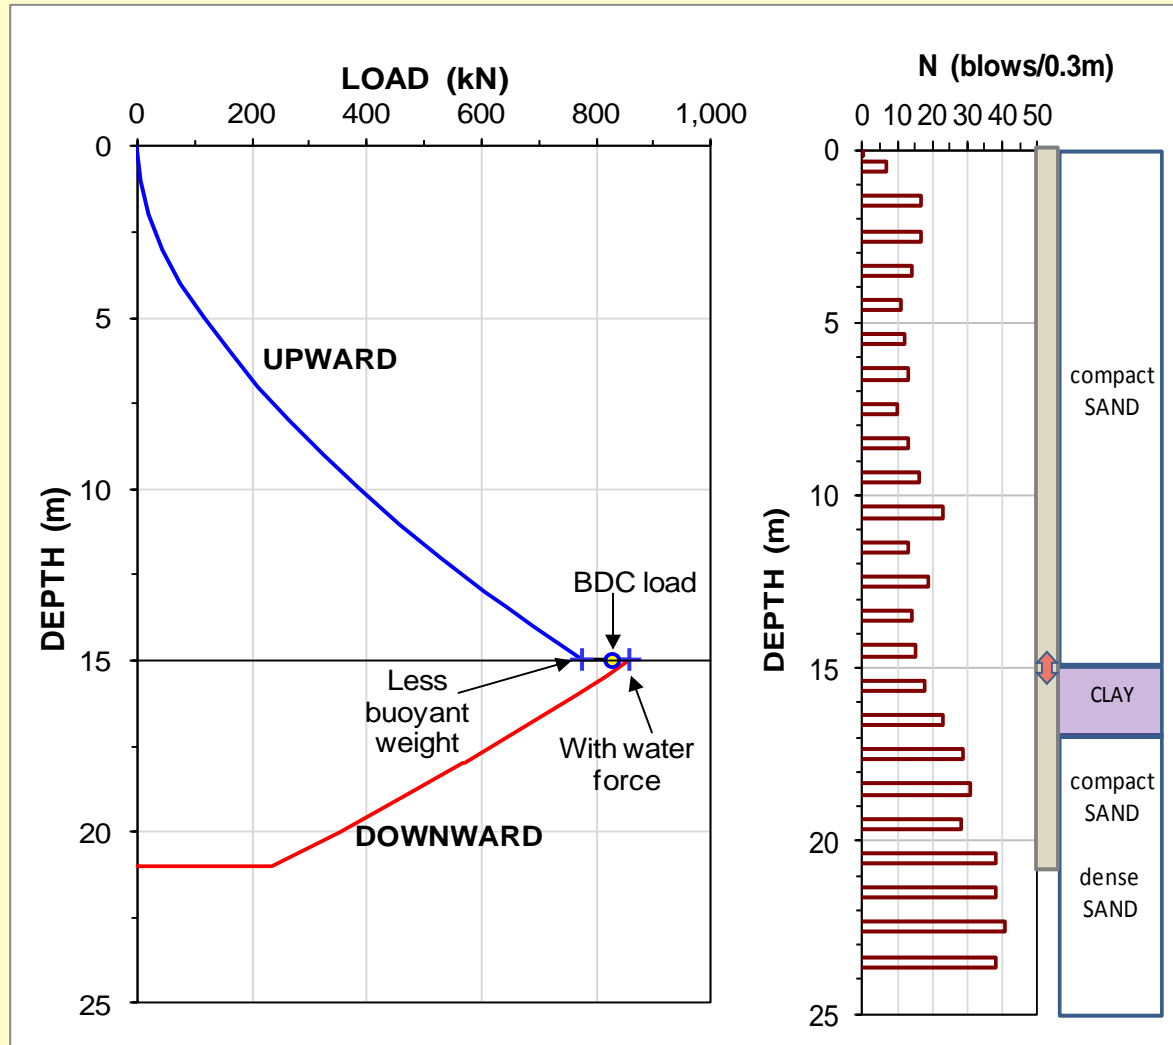 LOAD (kN)
0 200 400 600 800 1,000
0
5
10
15
20
25
DEPTH (m)
UPWARD
BDC load
Less
buoyant
weight
With water
force
DOWNWARD
N (blows/0.3m)
0 10 20 30 40 50
0
5
10
15
20
25
DEPTH (m)
compact
SAND
CLAY
compact
SAND
dense
SAND